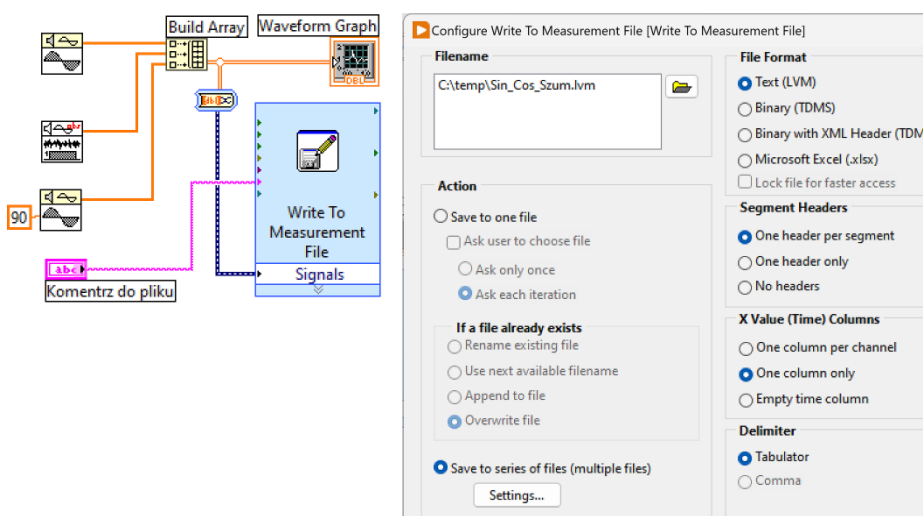 Build Array
Waveform Graph
DBL
abc
90
Write To
Measurement
File
Signals
abc
Komentrz do pliku
Configure Write To Measurement File [Write To Measurement File]
Filename
C:\temp\Sin_Cos_Szum.lvm
Action
Save to one file
Ask user to choose file
Ask only once
Ask each iteration
If a file already exists
Rename existing file
Use next available filename
Append to file
Overwrite file
Save to series of files (multiple files)
Settings...
File Format
Text (LVM)
Binary (TDMS)
Binary with XML Header (TDM
Microsoft Excel (.xlsx)
Lock file for faster access
Segment Headers
One header per segment
One header only
No headers
X Value (Time) Columns
One column per channel
One column only
Empty time column
Delimiter
Tabulator
Comma